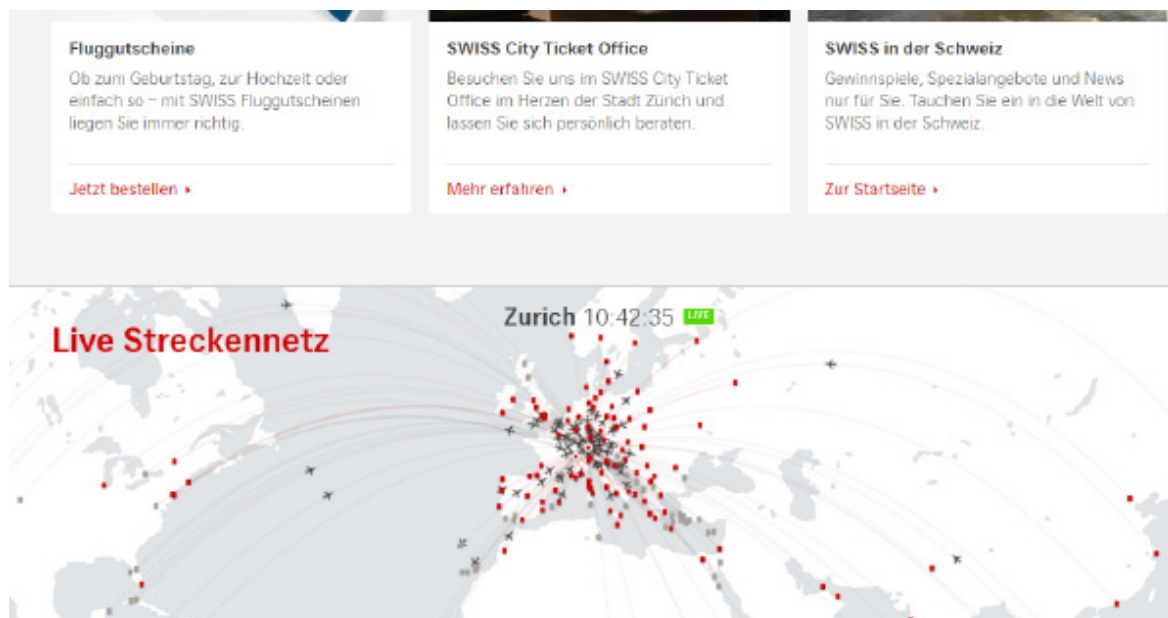 Fluggutscheine
Ob zum Geburtstag, zur Hochzeit oder
einfach so – mit SWISS Fluggutscheinen
liegen Sie immer richtig.
Jetzt bestellen
SWISS City Ticket Office
Besuchen Sie uns im SWISS City Ticket
Office im Herzen der Stadt Zürich und
lassen Sie sich persönlich beraten.
Mehr erfahren
SWISS in der Schweiz
Gewinnspiele, Spezialangebote und News
nur für Sie. Tauchen Sie ein in die Welt von
SWISS in der Schweiz.
Zur Startseite
Live Streckennetz
Zurich 10:42:35 LIVE